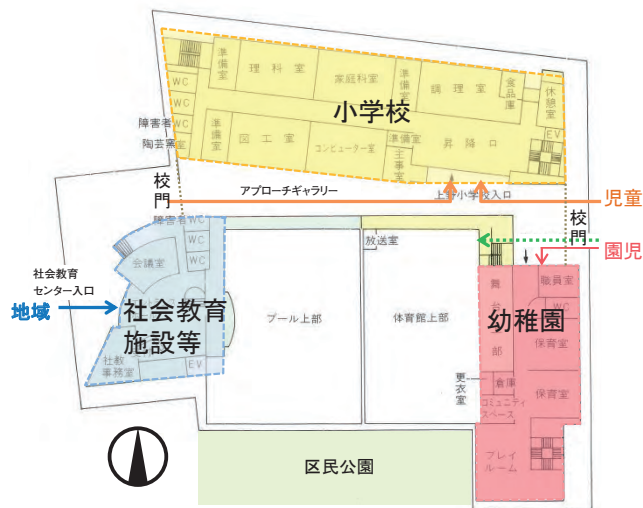 準備室
理科室
家庭科室
準備室
調理室
食品庫
休憩室
WC
WC
障害者
WC
陶芸窯室
準備室
図工室
コンピューター室
準備室
主事室
昇降口
EV
小学校
校門
アプローチギャラリー
上野小学校入口
児童
校門
園児
障害者
WC
WC
WC
会議室
社会教育
センター入口
地域
社会教育
施設等
社教
事務室
EV
プール上部
放送室
体育館上部
舞台
部
職員室
WC
幼稚園
保育室
保育室
倉庫
更衣室
コミュニティ
スペース
プレイ
ルーム
区民公園